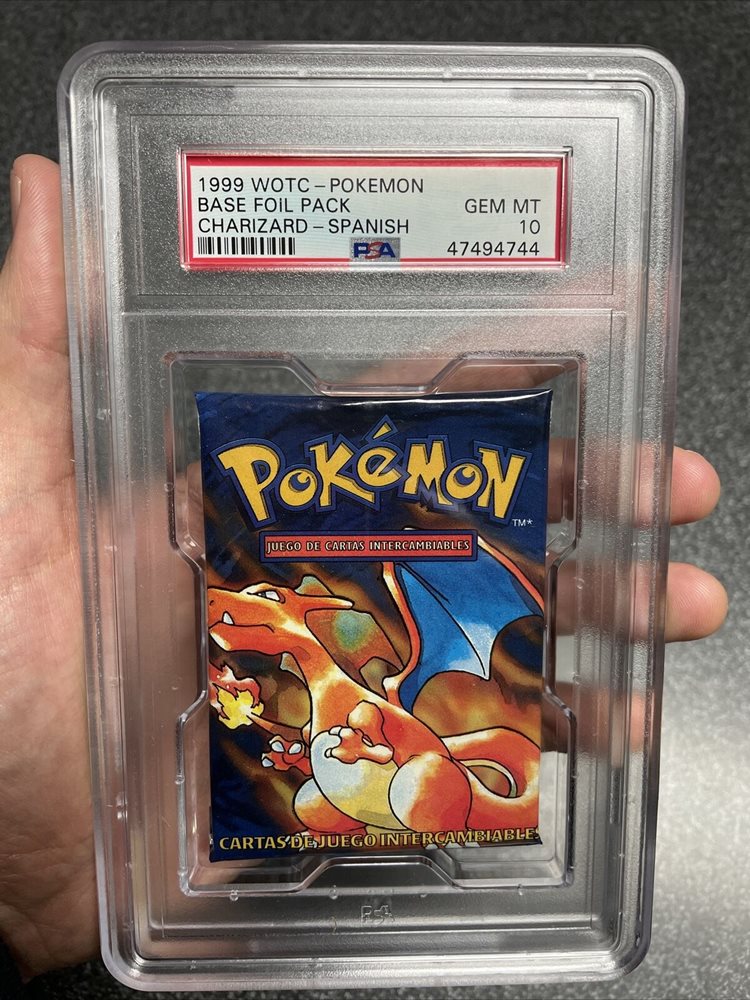 1999 WOTC – POKEMON
BASE FOIL PACK GEM MT
CHARIZARD – SPANISH 10
PSA 47494744
POKéMON
TM*
JUEGO DE CARTAS INTERCAMBIABLES
CARTAS DE JUEGO INTERCAMBIABLES